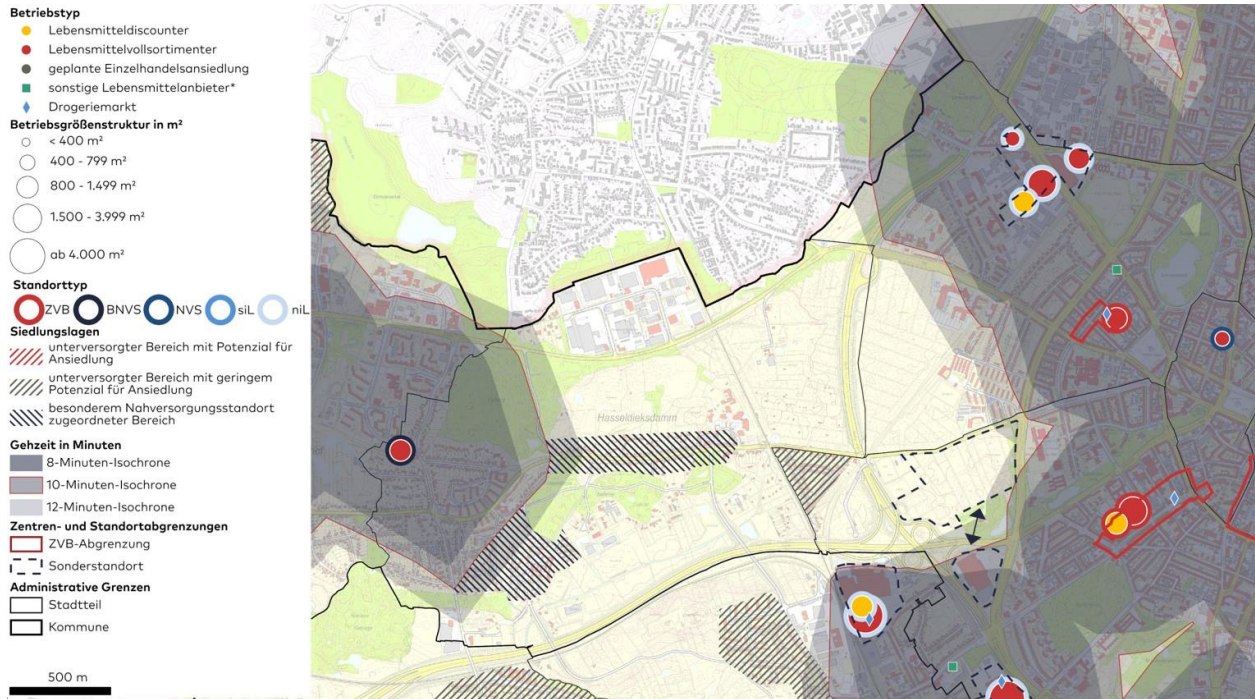 Betriebstyp
Lebensmitteldiscounter
Lebensmittelvollsortimenter
geplante Einzelhandelsansiedlung
sonstige Lebensmittelanbieter*
Drogeriemarkt
Betriebsgrößenstruktur in m²
< 400 m²
400 - 799 m²
800 - 1.499 m²
1.500 - 3.999 m²
ab 4.000 m²
Standorttyp
ZVB BNVS NVS siL niL
Siedlungslagen
unterversorgter Bereich mit Potenzial für
Ansiedlung
unterversorgter Bereich mit geringem
Potenzial für Ansiedlung
besonderem Nahversorgungsstandort
zugeordneter Bereich
Gehzeit in Minuten
8-Minuten-Isochrone
10-Minuten-Isochrone
12-Minuten-Isochrone
Zentren- und Standortabgrenzungen
ZVB-Abgrenzung
Sonderstandort
Administrative Grenzen
Stadtteil
Kommune
500 m
Hasseldieksdamm